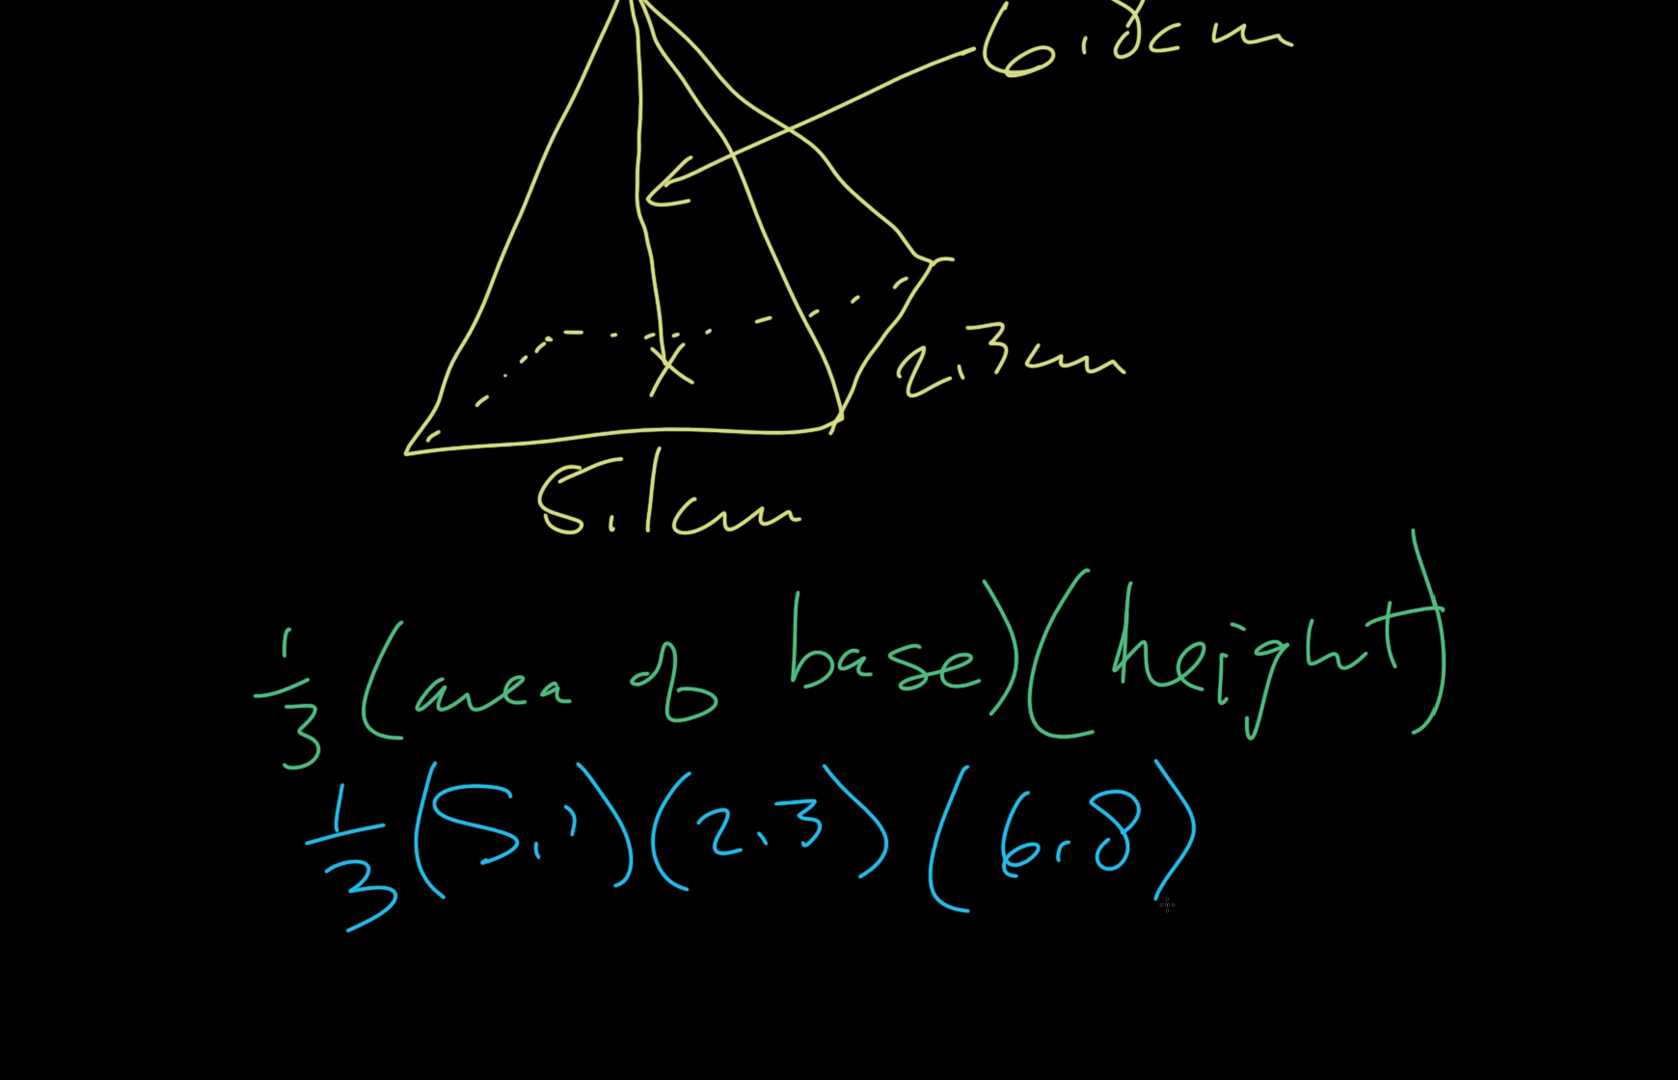 6.8cm
2.3cm
5.1cm
1/3 (area of base)(height)
1/3 (5.1)(2.3)(6.8)